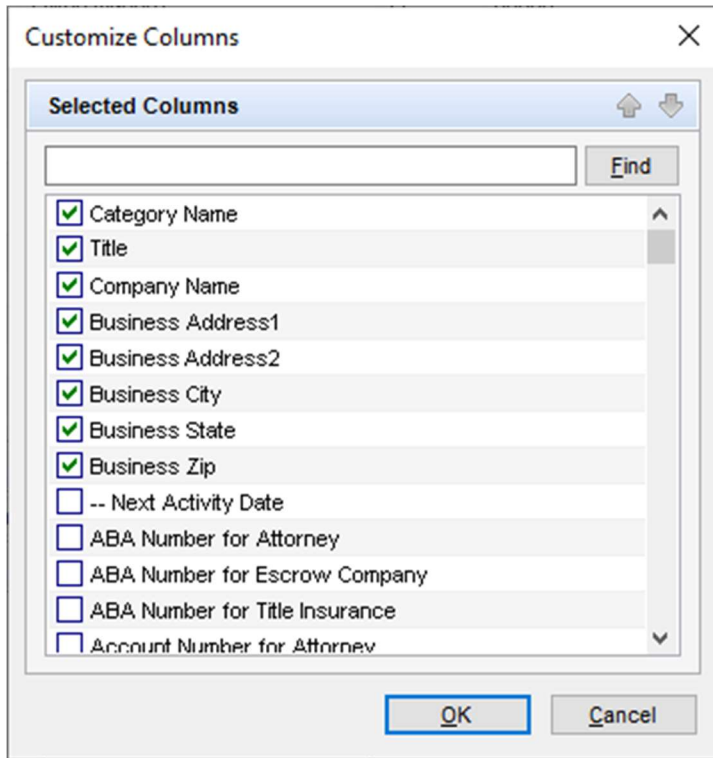 Customize Columns
Selected Columns
Find
Category Name
Title
Company Name
Business Address1
Business Address2
Business City
Business State
Business Zip
-- Next Activity Date
ABA Number for Attorney
ABA Number for Escrow Company
ABA Number for Title Insurance
Account Number for Attorney
OK
Cancel